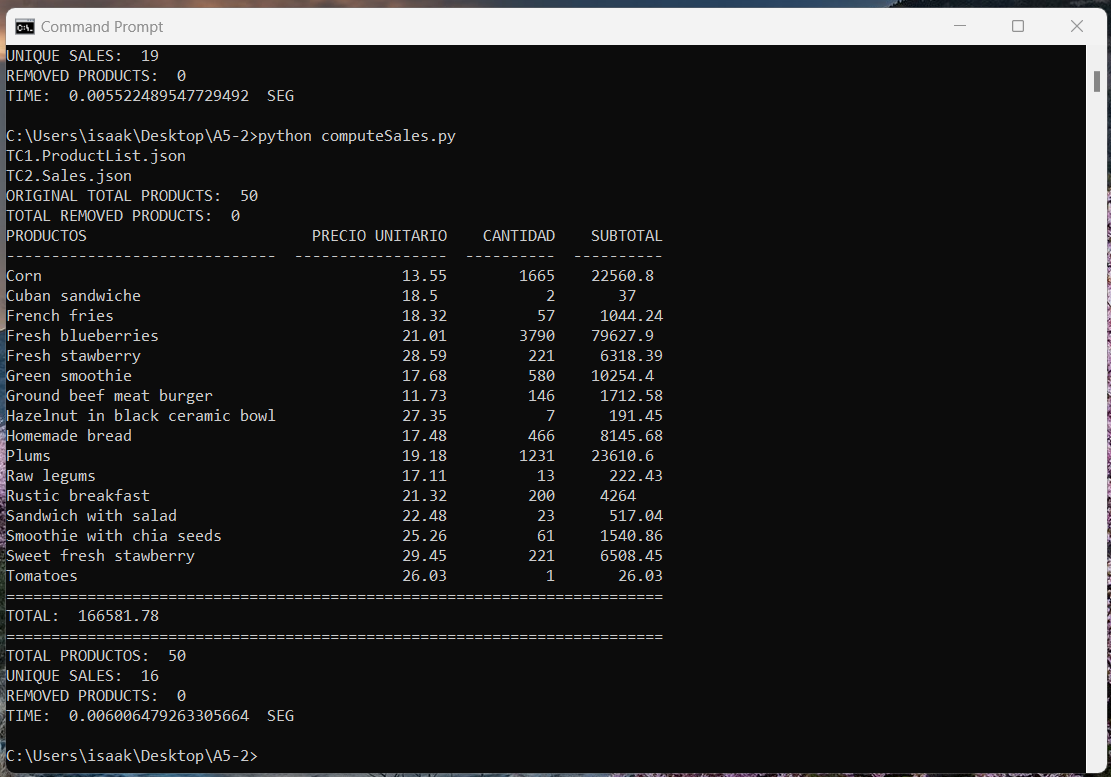 Command Prompt
UNIQUE SALES:  19
REMOVED PRODUCTS:  0
TIME:  0.005522489547729492  SEG

C:\Users\isaak\Desktop\A5-2>python computeSales.py
TC1.ProductList.json
TC2.Sales.json
ORIGINAL TOTAL PRODUCTS:  50
TOTAL REMOVED PRODUCTS:  0
PRODUCTOS                         PRECIO UNITARIO    CANTIDAD    SUBTOTAL
------------------------------  -----------------  ----------  ----------
Corn                                        13.55        1665    22560.8
Cuban sandwiche                             18.5            2       37
French fries                                18.32          57     1044.24
Fresh blueberries                           21.01        3790    79627.9
Fresh stawberry                             28.59         221     6318.39
Green smoothie                              17.68         580    10254.4
Ground beef meat burger                     11.73         146     1712.58
Hazelnut in black ceramic bowl              27.35           7      191.45
Homemade bread                              17.48         466     8145.68
Plums                                       19.18        1231    23610.6
Raw legums                                  17.11          13      222.43
Rustic breakfast                            21.32         200     4264
Sandwich with salad                         22.48          23      517.04
Smoothie with chia seeds                    25.26          61     1540.86
Sweet fresh stawberry                       29.45         221     6508.45
Tomatoes                                    26.03           1       26.03
=========================================================================
TOTAL:  166581.78
=========================================================================
TOTAL PRODUCTOS:  50
UNIQUE SALES:  16
REMOVED PRODUCTS:  0
TIME:  0.006006479263305664  SEG

C:\Users\isaak\Desktop\A5-2>